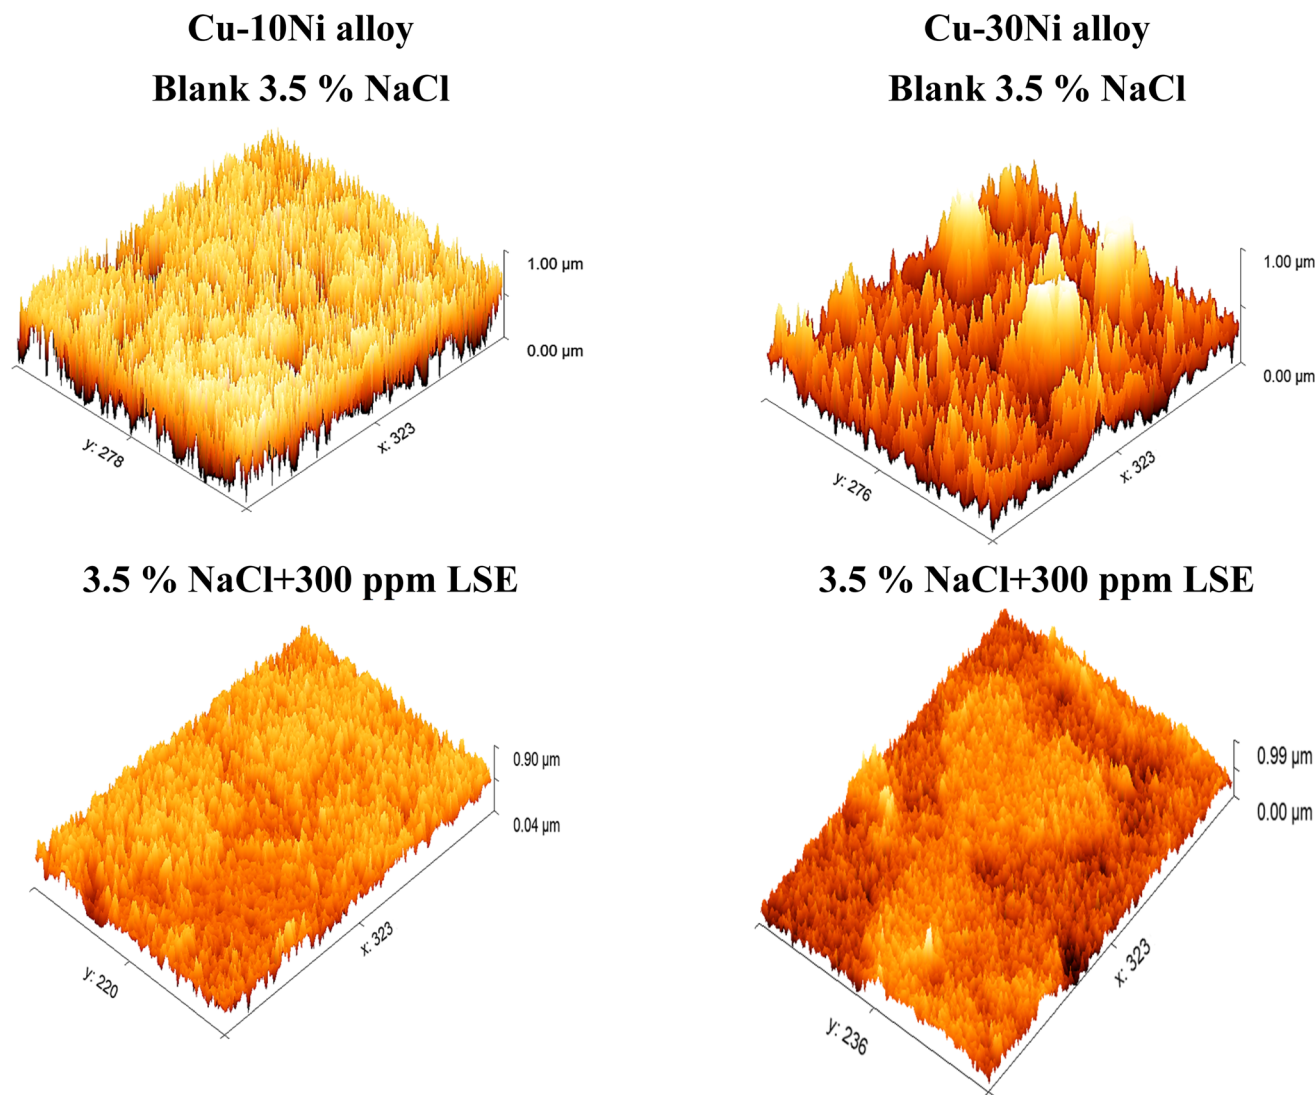 Cu-10Ni alloy
Blank 3.5 % NaCl
1.00 µm
0.00 µm
y: 278
x: 323
Cu-30Ni alloy
Blank 3.5 % NaCl
1.00 µm
0.00 µm
y: 276
x: 323
3.5 % NaCl+300 ppm LSE
0.90 µm
0.04 µm
y: 220
x: 323
3.5 % NaCl+300 ppm LSE
0.99 µm
0.00 µm
y: 236
x: 323